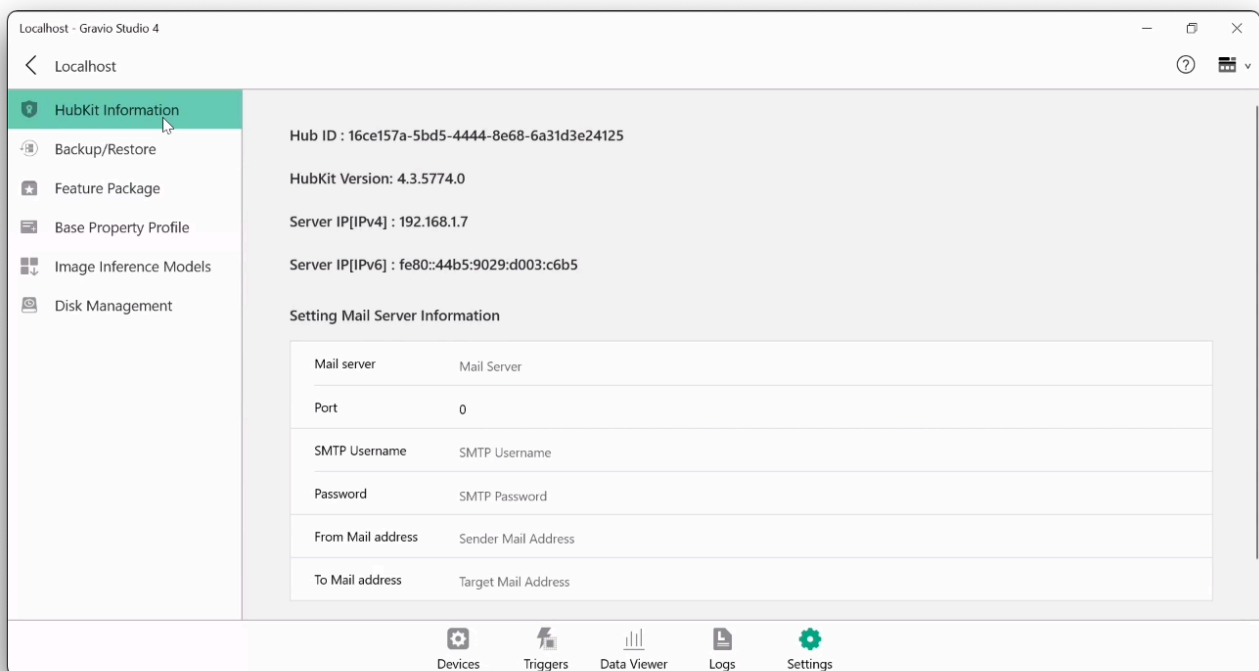 Localhost - Gravio Studio 4
Localhost
HubKit Information
Backup/Restore
Feature Package
Base Property Profile
Image Inference Models
Disk Management
Hub ID : 16ce157a-5bd5-4444-8e68-6a31d3e24125
HubKit Version: 4.3.5774.0
Server IP[IPv4] : 192.168.1.7
Server IP[IPv6] : fe80::44b5:9029:d003:c6b5
Setting Mail Server Information
Mail server Mail Server
Port 0
SMTP Username SMTP Username
Password SMTP Password
From Mail address Sender Mail Address
To Mail address Target Mail Address
Devices Triggers Data Viewer Logs Settings